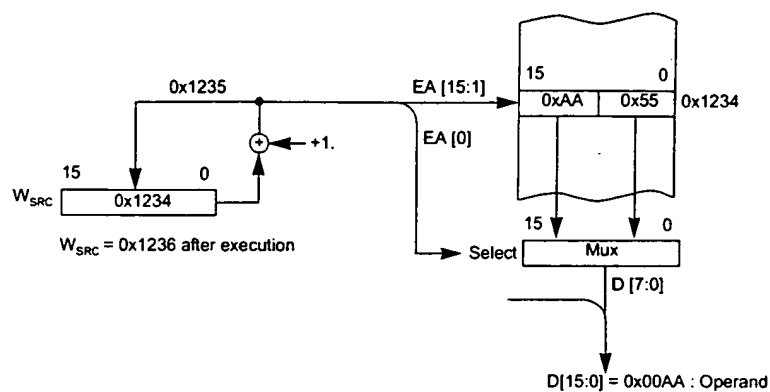 15 0
0x1235
EA [15:1]
0xAA 0x55 0x1234
EA [0]
+
+1.
15 0
W_SRC 0x1234
15 0
W_SRC = 0x1236 after execution
Select Mux
D [7:0]
D[15:0] = 0x00AA : Operand